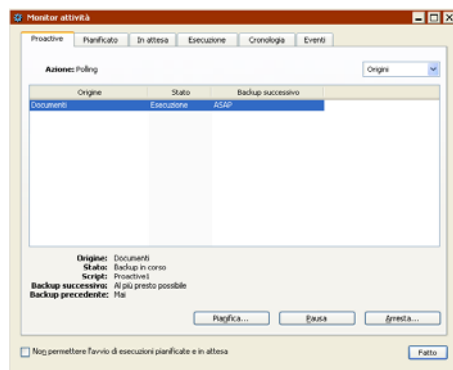 Monitor attività
Proactive Pianificato In attesa Esecuzione Cronologia Eventi
Azione: Polling Origini
Origine Stato Backup successivo
Documenti Esecuzione ASAP
Origine: Documenti
Stato: Backup in corso
Script: Proactive1
Backup successivo: Al più presto possibile
Backup precedente: Mai
Pianifica... Pausa Arresta...
Non permettere l'avvio di esecuzioni pianificate e in attesa Fatto